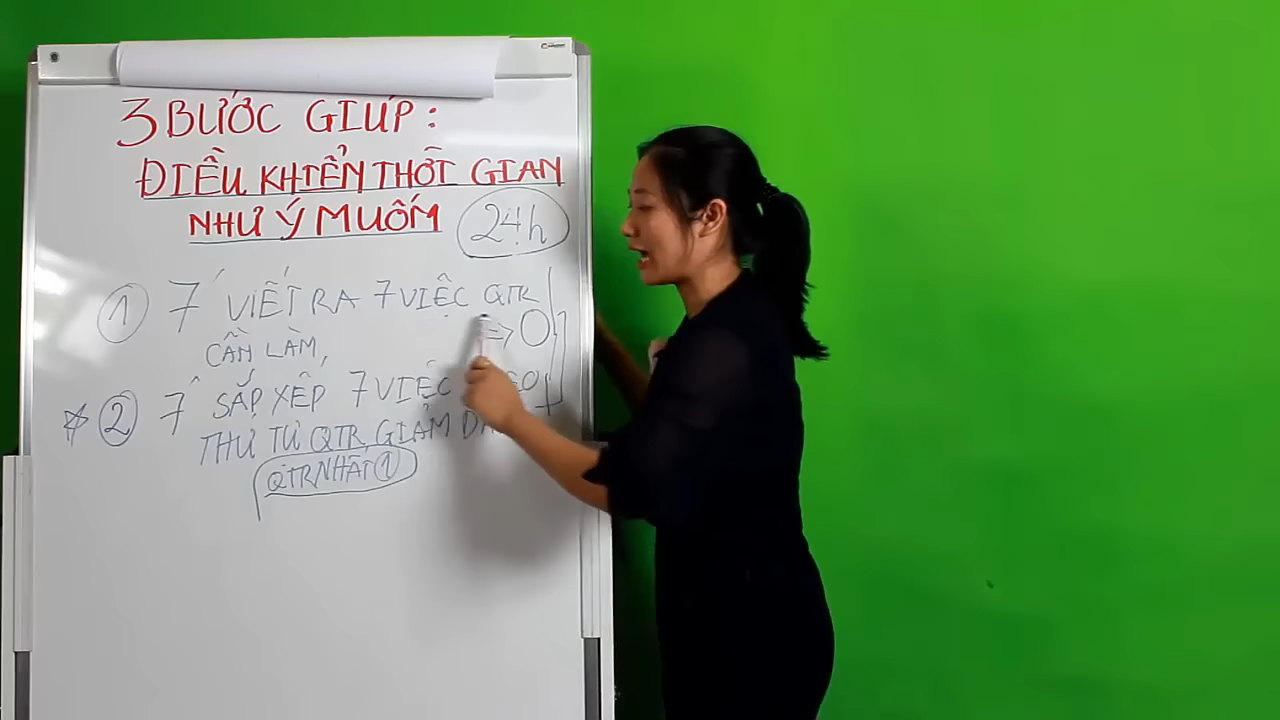 3 BƯỚC GIÚP:
ĐIỀU KHIỂN THỜI GIAN
NHƯ Ý MUỐM
24h
① 7' VIẾT RA 7 VIỆC QTR
CẦN LÀM, => O
② 7' SẮP XẾP 7 VIỆC
THỨ TỰ QTR GIẢM
QTR NHẤT ①